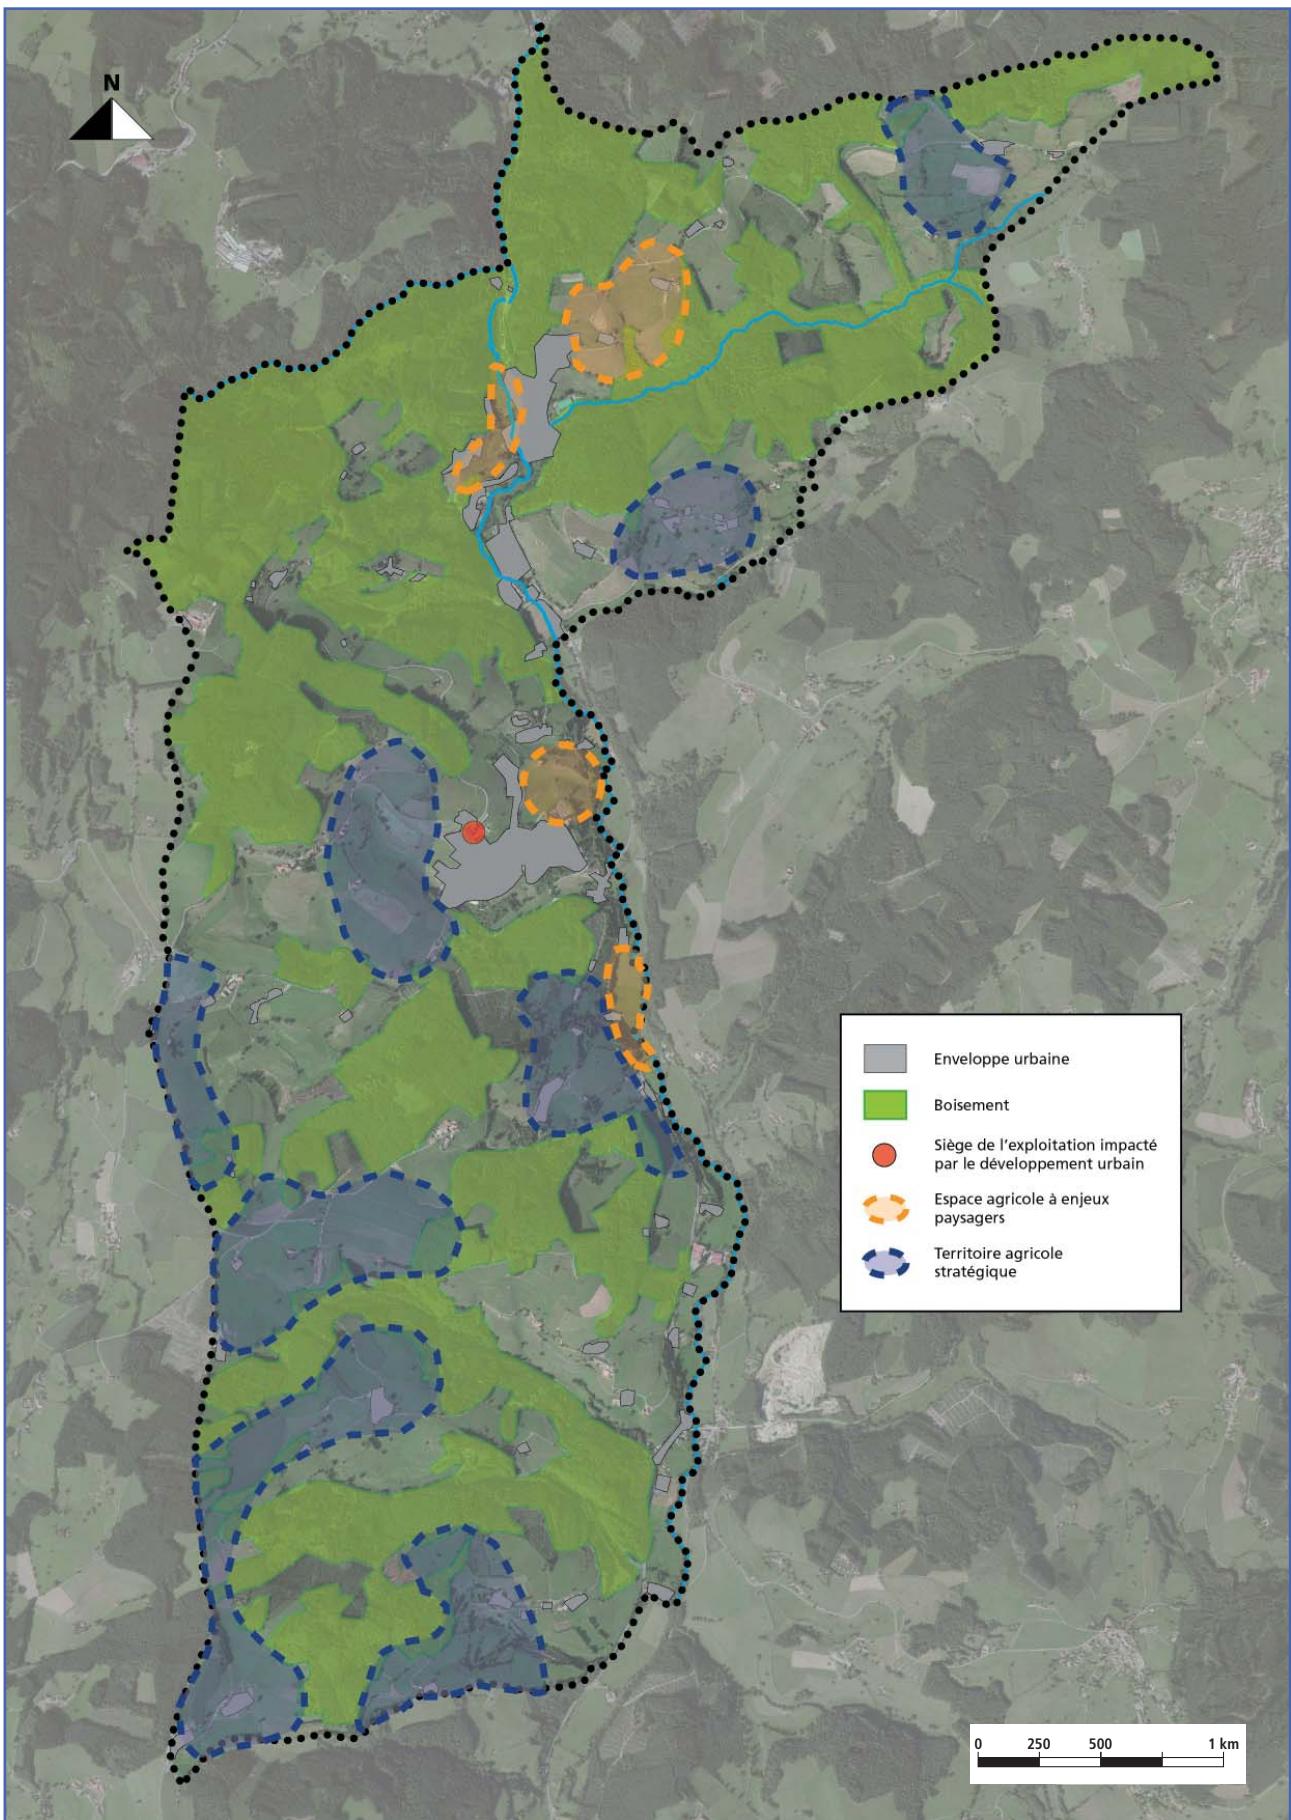 N
Enveloppe urbaine
Boisement
Siège de l'exploitation impacté
par le développement urbain
Espace agricole à enjeux
paysagers
Territoire agricole
stratégique
0 250 500 1 km